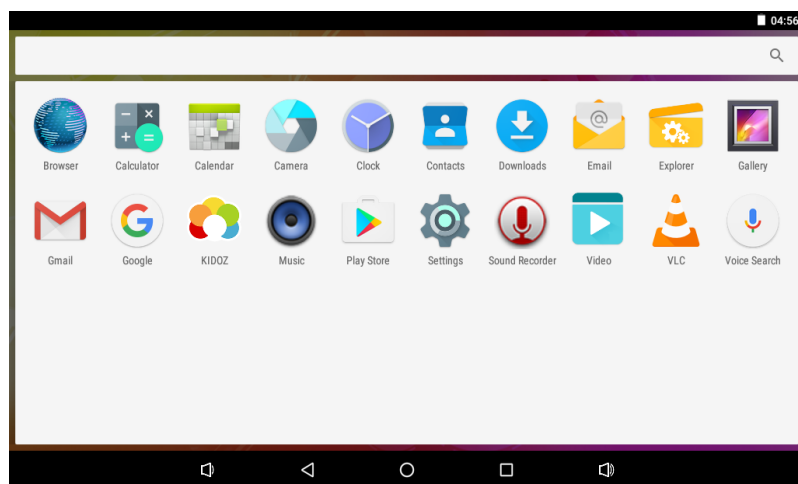 04:56
Browser Calculator Calendar Camera Clock Contacts Downloads Email Explorer Gallery
Gmail Google KIDOZ Music Play Store Settings Sound Recorder Video VLC Voice Search